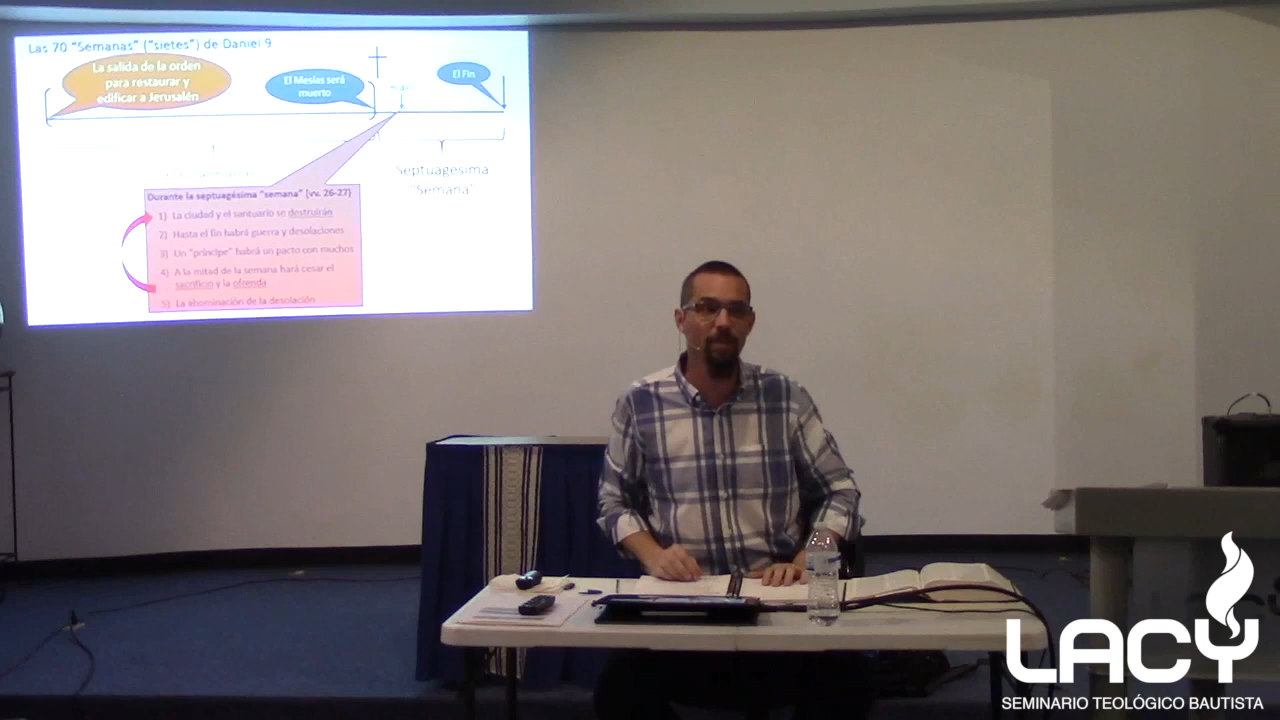 Las 70 "Semanas" ("sietes") de Daniel 9
La salida de la orden
para restaurar y
edificar a Jerusalén
El Mesías será
muerto
El Fin
Septuagésima
"Semana"
Durante la septuagésima "semana" (vv. 26-27)
1) La ciudad y el santuario se destruirán
2) Hasta el fin habrá guerra y desolaciones
3) Un "príncipe" habrá un pacto con muchos
4) A la mitad de la semana hará cesar el
sacrificio y la ofrenda
5) La abominación de la desolación
LACY
SEMINARIO TEOLÓGICO BAUTISTA